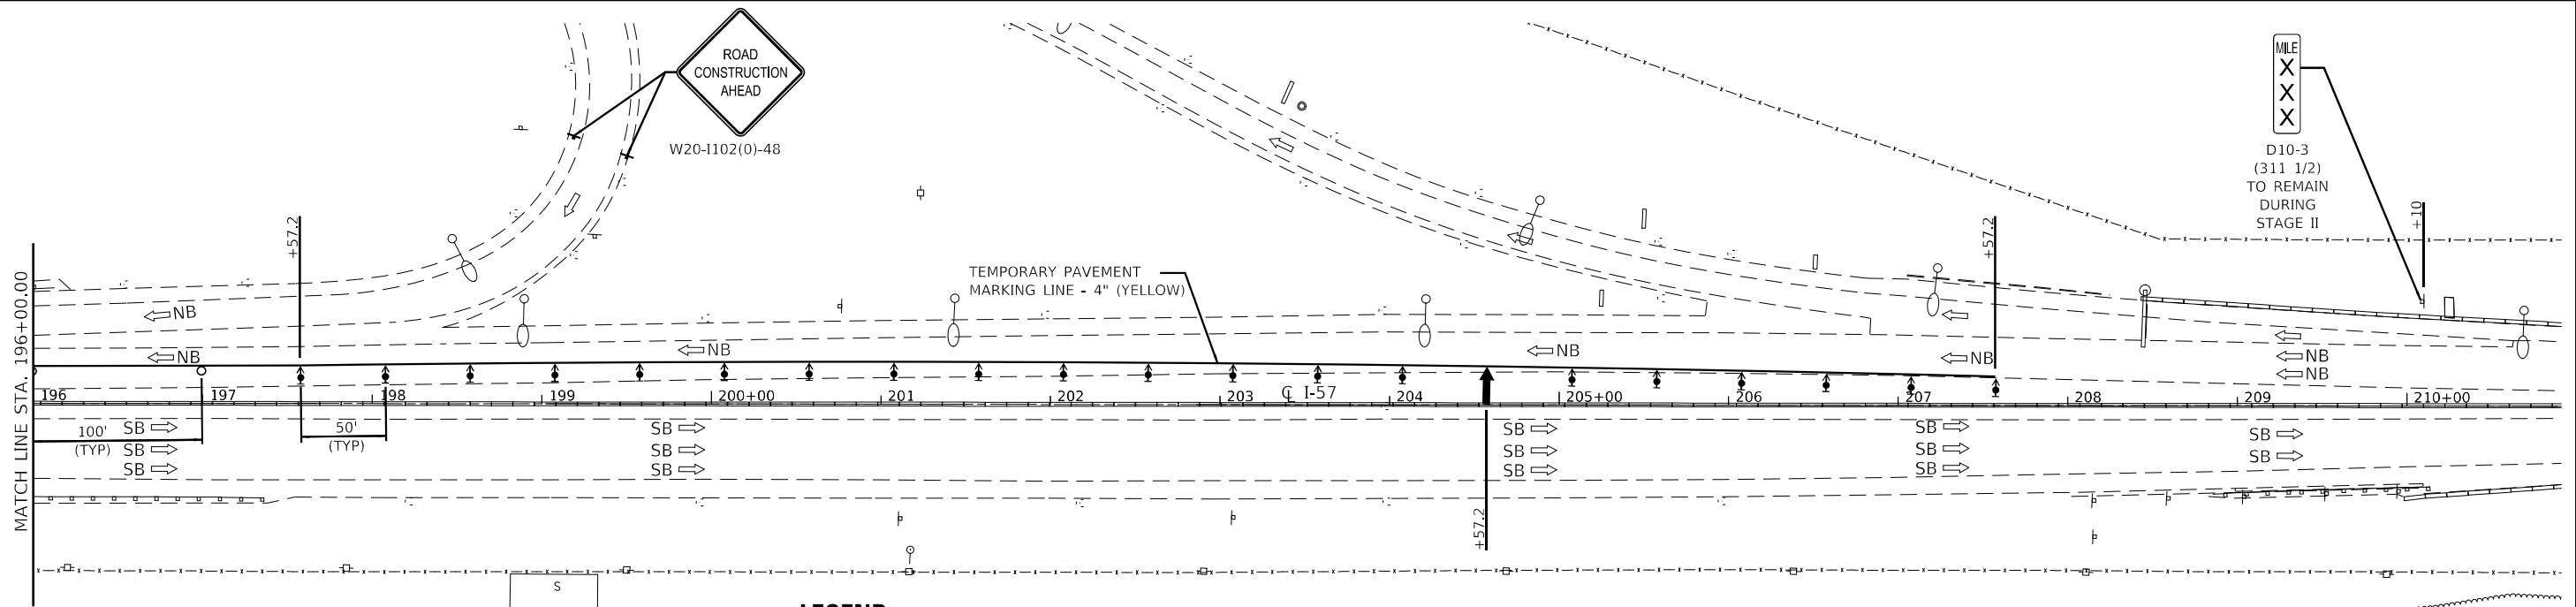 ROAD
CONSTRUCTION
AHEAD
W20-I102(0)-48
MILE
X
X
X
D10-3
(311 1/2)
TO REMAIN
DURING
STAGE II
+10
+57.2
+57.2
MATCH LINE STA. 196+00.00
TEMPORARY PAVEMENT
MARKING LINE - 4" (YELLOW)
NB
NB
NB
NB
NB
NB
NB
196
197
198
199
200+00
201
202
203
℄ I-57
204
205+00
206
207
208
209
210+00
100'
(TYP)
50'
(TYP)
SB
SB
SB
SB
SB
SB
SB
SB
SB
SB
SB
SB
SB
SB
+57.2
S
LEGEND